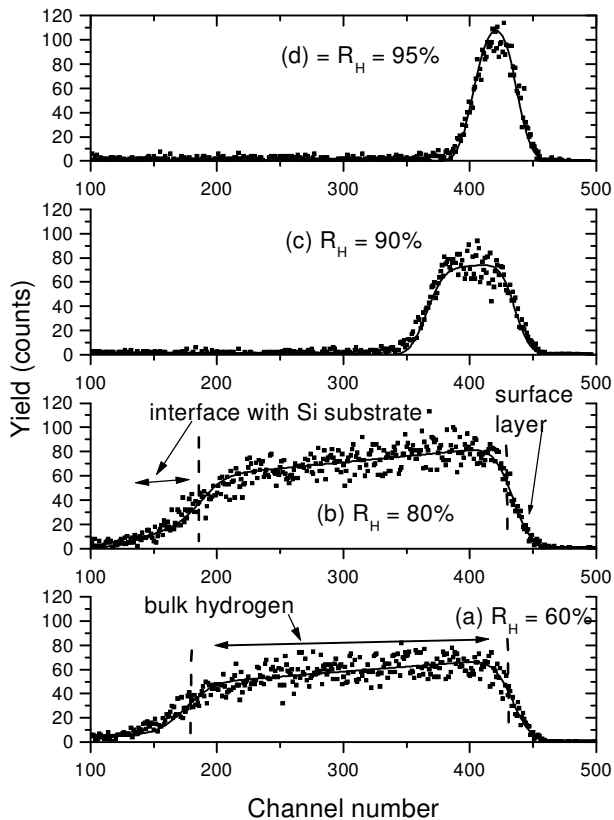 Yield (counts)
120
100
80
60
40
20
0
(d) = R_H = 95%
100 200 300 400 500
120
100
80
60
40
20
0
(c) R_H = 90%
100 200 300 400 500
120
100
80
60
40
20
0
interface with Si substrate
surface
layer
(b) R_H = 80%
100 200 300 400 500
120
100
80
60
40
20
0
bulk hydrogen
(a) R_H = 60%
100 200 300 400 500
Channel number